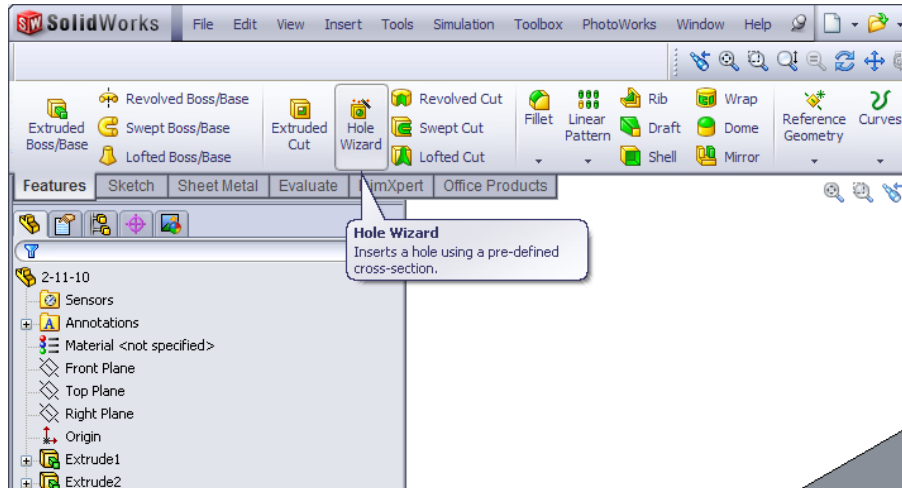 SolidWorks File Edit View Insert Tools Simulation Toolbox PhotoWorks Window Help
Extruded Boss/Base
Revolved Boss/Base
Swept Boss/Base
Lofted Boss/Base
Extruded Cut
Hole Wizard
Revolved Cut
Swept Cut
Lofted Cut
Fillet
Linear Pattern
Rib
Draft
Shell
Wrap
Dome
Mirror
Reference Geometry
Curves
Features Sketch Sheet Metal Evaluate Office Products
Hole Wizard
Inserts a hole using a pre-defined
cross-section.
2-11-10
Sensors
Annotations
Material <not specified>
Front Plane
Top Plane
Right Plane
Origin
Extrude1
Extrude2